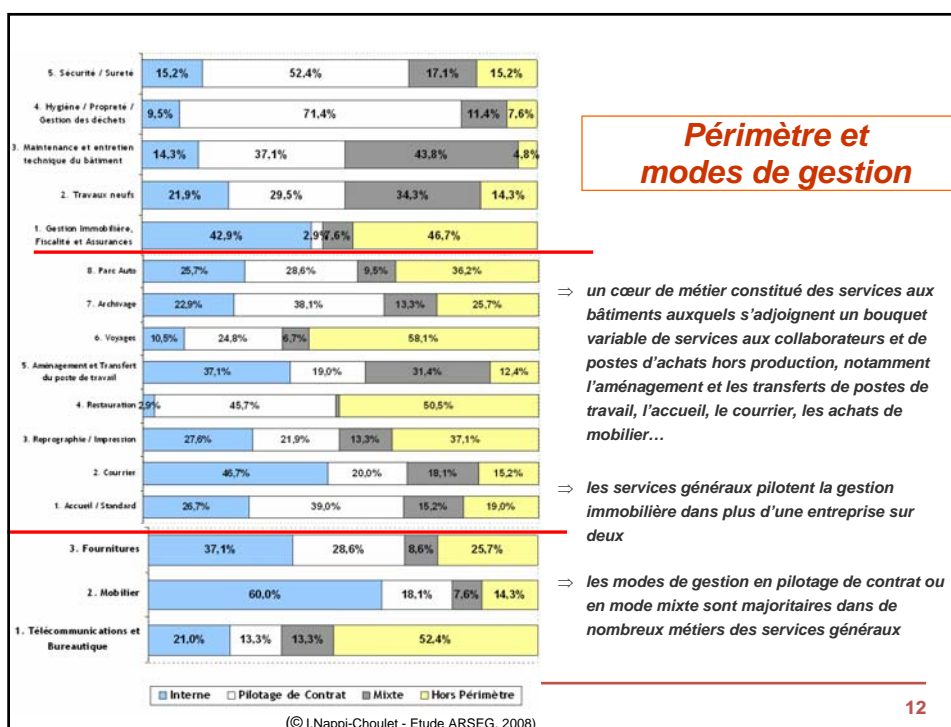 5. Sécurité / Sureté 15,2% 52,4% 17,1% 15,2%
4. Hygiène / Propreté /
Gestion des déchets 9,5% 71,4% 11,4% 7,6%
3. Maintenance et entretien
technique du bâtiment 14,3% 37,1% 43,8% 4,8%
2. Travaux neufs 21,9% 29,5% 34,3% 14,3%
1. Gestion Immobilière,
Fiscalité et Assurances 42,9% 2,9% 7,6% 46,7%
8. Parc Auto 25,7% 28,6% 9,5% 36,2%
7. Archivage 22,9% 38,1% 13,3% 25,7%
6. Voyages 10,5% 24,8% 6,7% 58,1%
5. Aménagement et Transfert
du poste de travail 37,1% 19,0% 31,4% 12,4%
4. Restauration 2,9% 45,7% 50,5%
3. Reprographie / Impression 27,6% 21,9% 13,3% 37,1%
2. Courrier 46,7% 20,0% 18,1% 15,2%
1. Accueil / Standard 26,7% 39,0% 15,2% 19,0%
3. Fournitures 37,1% 28,6% 8,6% 25,7%
2. Mobilier 60,0% 18,1% 7,6% 14,3%
1. Télécommunications et
Bureautique 21,0% 13,3% 13,3% 52,4%
Interne Pilotage de Contrat Mixte Hors Périmètre
(© I.Nappi-Choulet - Etude ARSEG, 2008)
Périmètre et
modes de gestion
⇒ un cœur de métier constitué des services aux
bâtiments auxquels s’adjoignent un bouquet
variable de services aux collaborateurs et de
postes d’achats hors production, notamment
l’aménagement et les transferts de postes de
travail, l’accueil, le courrier, les achats de
mobilier…
⇒ les services généraux pilotent la gestion
immobilière dans plus d’une entreprise sur
deux
⇒ les modes de gestion en pilotage de contrat ou
en mode mixte sont majoritaires dans de
nombreux métiers des services généraux
12